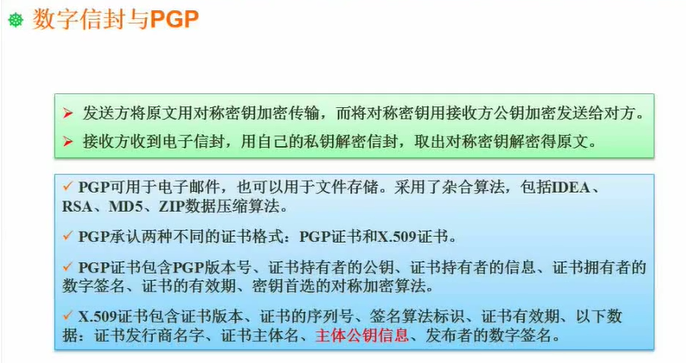 数字信封与PGP
发送方将原文用对称密钥加密传输，而将对称密钥用接收方公钥加密发送给对方。
接收方收到电子信封，用自己的私钥解密信封，取出对称密钥解密得原文。
PGP可用于电子邮件，也可以用于文件存储。采用了杂合算法，包括IDEA、
RSA、MD5、ZIP数据压缩算法。
PGP承认两种不同的证书格式：PGP证书和X.509证书。
PGP证书包含PGP版本号、证书持有者的公钥、证书持有者的信息、证书拥有者的
数字签名、证书的有效期、密钥首选的对称加密算法。
X.509证书包含证书版本、证书的序列号、签名算法标识、证书有效期、以下数
据：证书发行商名字、证书主体名、主体公钥信息、发布者的数字签名。